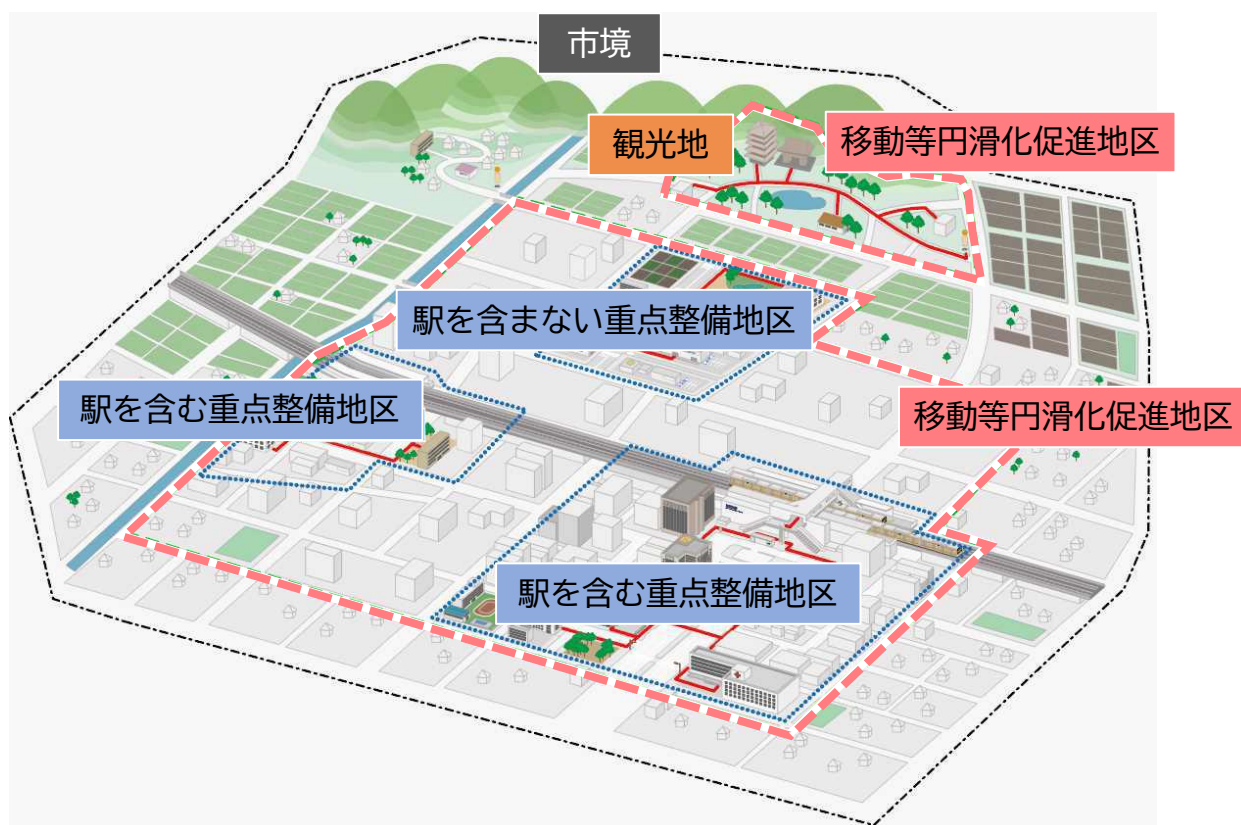 市境
観光地
移動等円滑化促進地区
駅を含まない重点整備地区
駅を含む重点整備地区
移動等円滑化促進地区
駅を含む重点整備地区